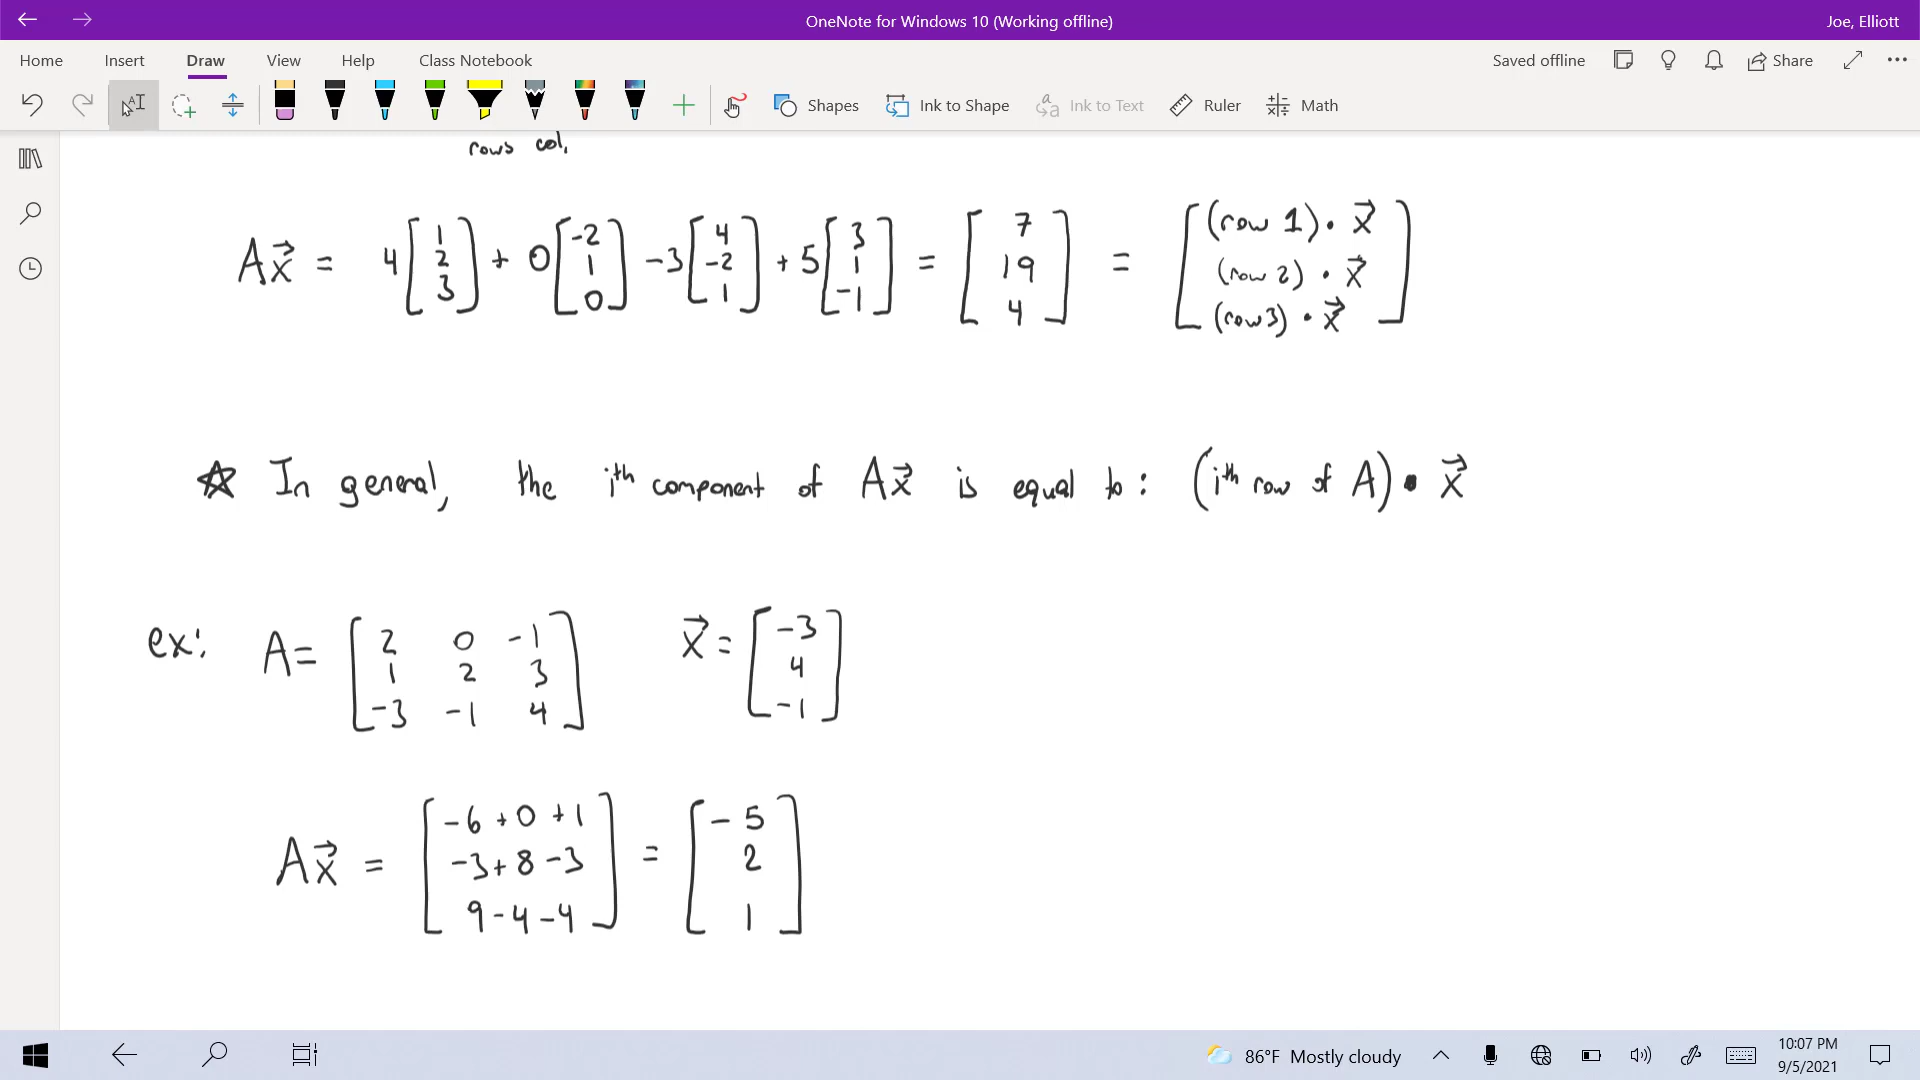 OneNote for Windows 10 (Working offline)
Joe, Elliott
Home Insert Draw View Help Class Notebook
Saved offline Share
Shapes Ink to Shape Ink to Text Ruler Math
rows col.
Ax⃗ = 4[1 2 3] + 0[-2 1 0] -3[4 -2 1] + 5[3 1 -1] = [7 19 4] = [(row 1)·x⃗ (row 2)·x⃗ (row 3)·x⃗]
☆ In general, the iᵗʰ component of Ax⃗ is equal to: (iᵗʰ row of A)·x⃗
ex: A= [2 0 -1
1 2 3
-3 -1 4] x⃗ = [-3 4 -1]
Ax⃗ = [-6+0+1
-3+8-3
9-4-4] = [-5 2 1]
86°F Mostly cloudy
10:07 PM
9/5/2021